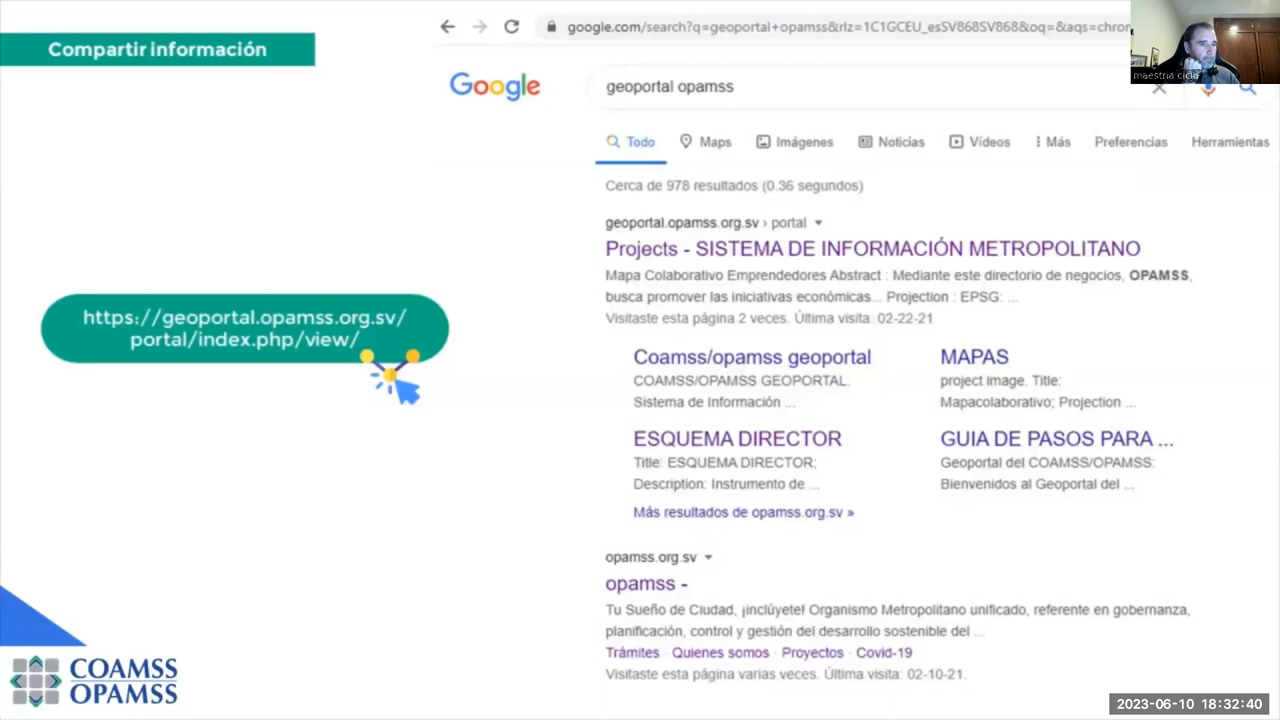 Compartir información
google.com/search?q=geoportal+opamss&rlz=1C1GCEU_esSV868SV868&oq=&aqs=chron
maestria ciclo
Google
geoportal opamss
Todo Maps Imágenes Noticias Vídeos Más Preferencias Herramientas
Cerca de 978 resultados (0.36 segundos)
geoportal.opamss.org.sv › portal
Projects - SISTEMA DE INFORMACIÓN METROPOLITANO
Mapa Colaborativo Emprendedores Abstract : Mediante este directorio de negocios, OPAMSS,
busca promover las iniciativas económicas... Projection : EPSG: ...
Visitaste esta página 2 veces. Última visita: 02-22-21
https://geoportal.opamss.org.sv/
portal/index.php/view/
Coamss/opamss geoportal
COAMSS/OPAMSS GEOPORTAL.
Sistema de Información ...
MAPAS
project image. Title:
Mapacolaborativo; Projection ...
ESQUEMA DIRECTOR
Title: ESQUEMA DIRECTOR;
Description: Instrumento de ...
GUIA DE PASOS PARA ...
Geoportal del COAMSS/OPAMSS:
Bienvenidos al Geoportal del ...
Más resultados de opamss.org.sv »
opamss.org.sv
opamss -
Tu Sueño de Ciudad, ¡inclúyete! Organismo Metropolitano unificado, referente en gobernanza,
planificación, control y gestión del desarrollo sostenible del ...
Trámites · Quienes somos · Proyectos · Covid-19
Visitaste esta página varias veces. Última visita: 02-10-21.
COAMSS
OPAMSS
2023-06-10 18:32:40